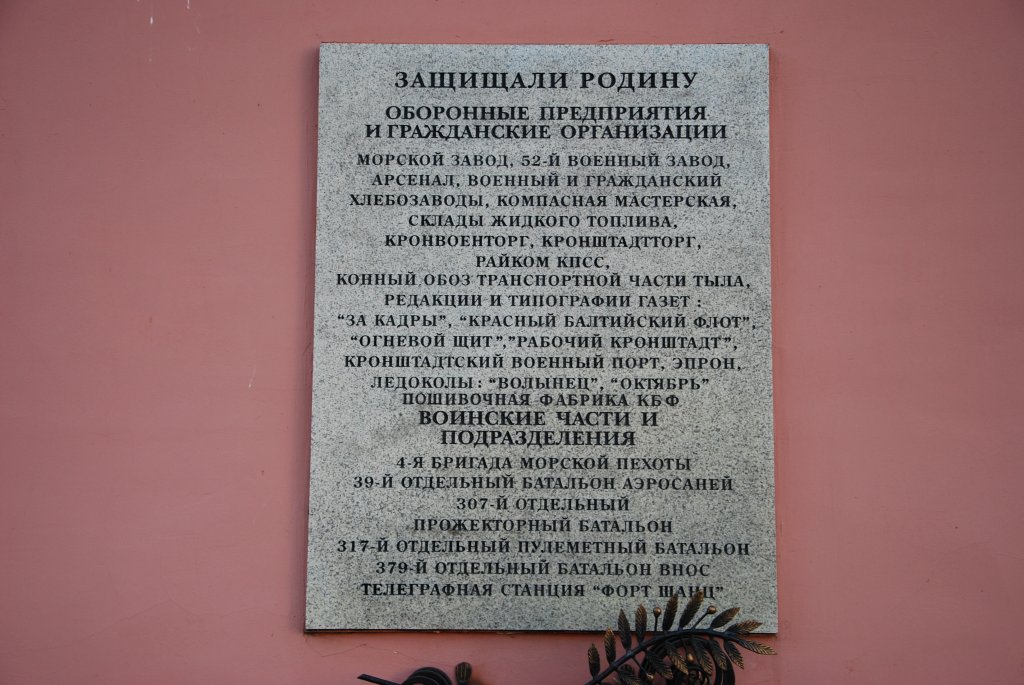 ЗАЩИЩАЛИ РОДИНУ
ОБОРОННЫЕ ПРЕДПРИЯТИЯ
И ГРАЖДАНСКИЕ ОРГАНИЗАЦИИ
МОРСКОЙ ЗАВОД, 52-Й ВОЕННЫЙ ЗАВОД,
АРСЕНАЛ, ВОЕННЫЙ И ГРАЖДАНСКИЙ
ХЛЕБОЗАВОДЫ, КОМПАСНАЯ МАСТЕРСКАЯ,
СКЛАДЫ ЖИДКОГО ТОПЛИВА,
КРОНВОЕНТОРГ, КРОНШТАДТТОРГ,
РАЙКОМ КПСС,
КОННЫЙ ОБОЗ ТРАНСПОРТНОЙ ЧАСТИ ТЫЛА,
РЕДАКЦИИ И ТИПОГРАФИИ ГАЗЕТ :
“ЗА КАДРЫ”, “КРАСНЫЙ БАЛТИЙСКИЙ ФЛОТ”,
“ОГНЕВОЙ ЩИТ”,”РАБОЧИЙ КРОНШТАДТ”,
КРОНШТАДТСКИЙ ВОЕННЫЙ ПОРТ, ЭПРОН,
ЛЕДОКОЛЫ: “ВОЛЫНЕЦ”, “ОКТЯБРЬ”
ПОШИВОЧНАЯ ФАБРИКА КБФ
ВОИНСКИЕ ЧАСТИ И
ПОДРАЗДЕЛЕНИЯ
4-Я БРИГАДА МОРСКОЙ ПЕХОТЫ
39-Й ОТДЕЛЬНЫЙ БАТАЛЬОН АЭРОСАНЕЙ
307-Й ОТДЕЛЬНЫЙ
ПРОЖЕКТОРНЫЙ БАТАЛЬОН
317-Й ОТДЕЛЬНЫЙ ПУЛЕМЕТНЫЙ БАТАЛЬОН
379-Й ОТДЕЛЬНЫЙ БАТАЛЬОН ВНОС
ТЕЛЕГРАФНАЯ СТАНЦИЯ “ФОРТ ШАНЦ”